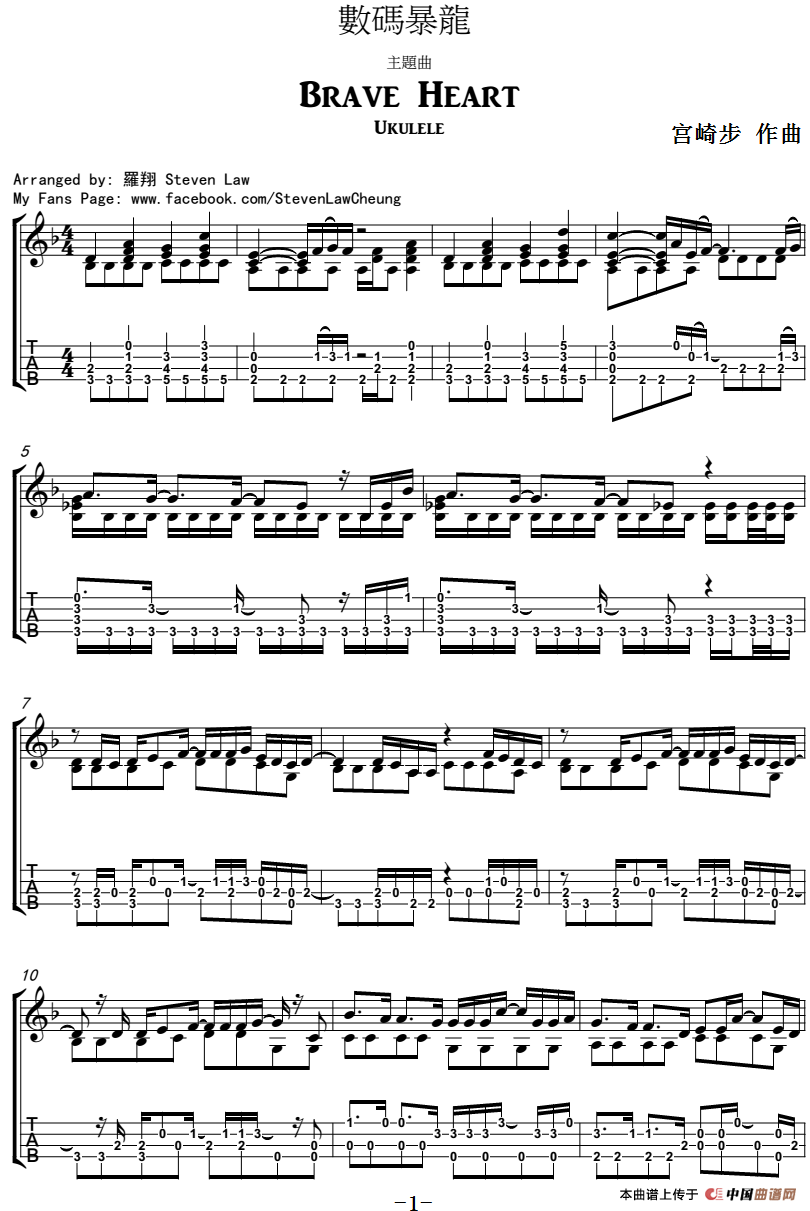 數碼暴龍
主題曲
BRAVE HEART
UKULELE
宫崎步 作曲
Arranged by: 羅翔 Steven Law
My Fans Page: www.facebook.com/StevenLawCheung
5
7
10
本曲谱上传于 中国曲谱网
-1-